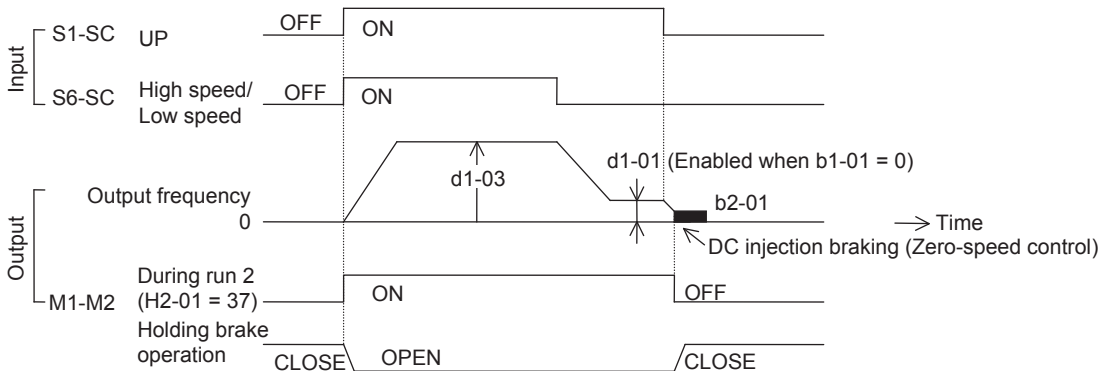 Input
S1-SC UP OFF ON
S6-SC High speed/
Low speed OFF ON
Output
Output frequency
0
d1-03
d1-01 (Enabled when b1-01 = 0)
b2-01
Time
DC injection braking (Zero-speed control)
M1-M2 During run 2
(H2-01 = 37) ON OFF
Holding brake
operation CLOSE OPEN CLOSE